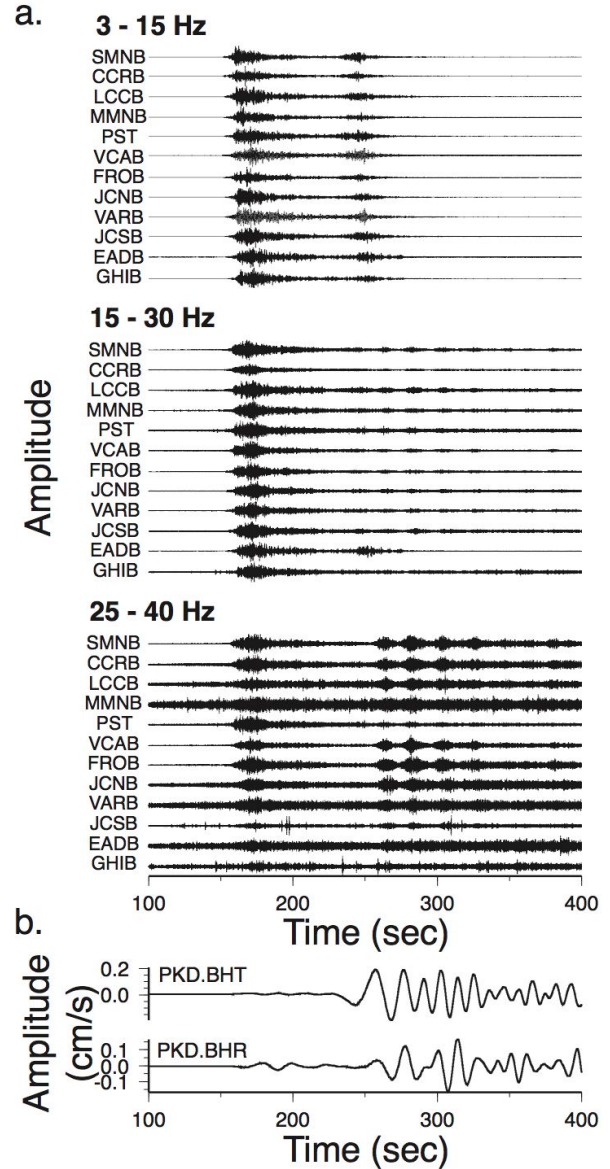 a.
3 - 15 Hz
SMNB
CCRB
LCCB
MMNB
PST
VCAB
FROB
JCNB
VARB
JCSB
EADB
GHIB
15 - 30 Hz
SMNB
CCRB
LCCB
MMNB
PST
VCAB
FROB
JCNB
VARB
JCSB
EADB
GHIB
Amplitude
25 - 40 Hz
SMNB
CCRB
LCCB
MMNB
PST
VCAB
FROB
JCNB
VARB
JCSB
EADB
GHIB
100 200 300 400
Time (sec)
b.
Amplitude
(cm/s)
0.2
0.0
PKD.BHT
0.1
0.0
-0.1
PKD.BHR
100 200 300 400
Time (sec)